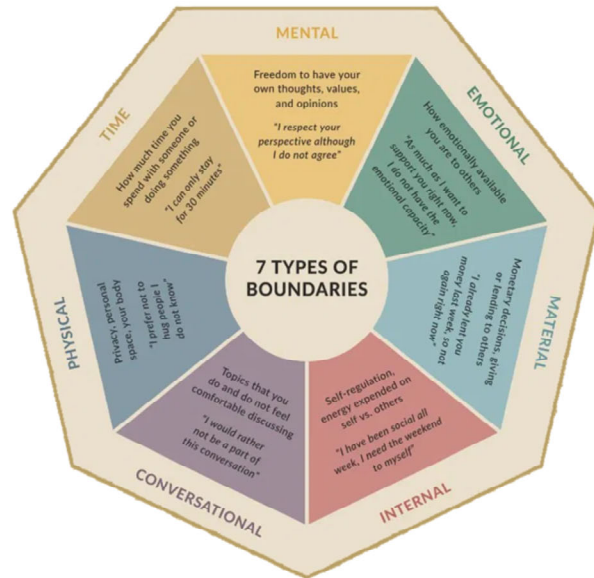 7 TYPES OF
BOUNDARIES
MENTAL
Freedom to have your
own thoughts, values,
and opinions
"I respect your
perspective although
I do not agree"
EMOTIONAL
How emotionally available
you are to others
"As much as I want to
support you right now,
I do not have the
emotional capacity"
MATERIAL
Monetary decisions, giving
or lending to others
"I already lent you
money last week, so not
again right now"
INTERNAL
Self-regulation,
energy expended on
self vs. others
"I have been social all
week, I need the weekend
to myself"
CONVERSATIONAL
Topics that you
do and do not feel
comfortable discussing
"I would rather
not be a part of
this conversation"
PHYSICAL
Privacy, personal
space, your body
"I prefer not to
hug people I
do not know"
TIME
How much time you
spend with someone or
doing something
"I can only stay
for 30 minutes"